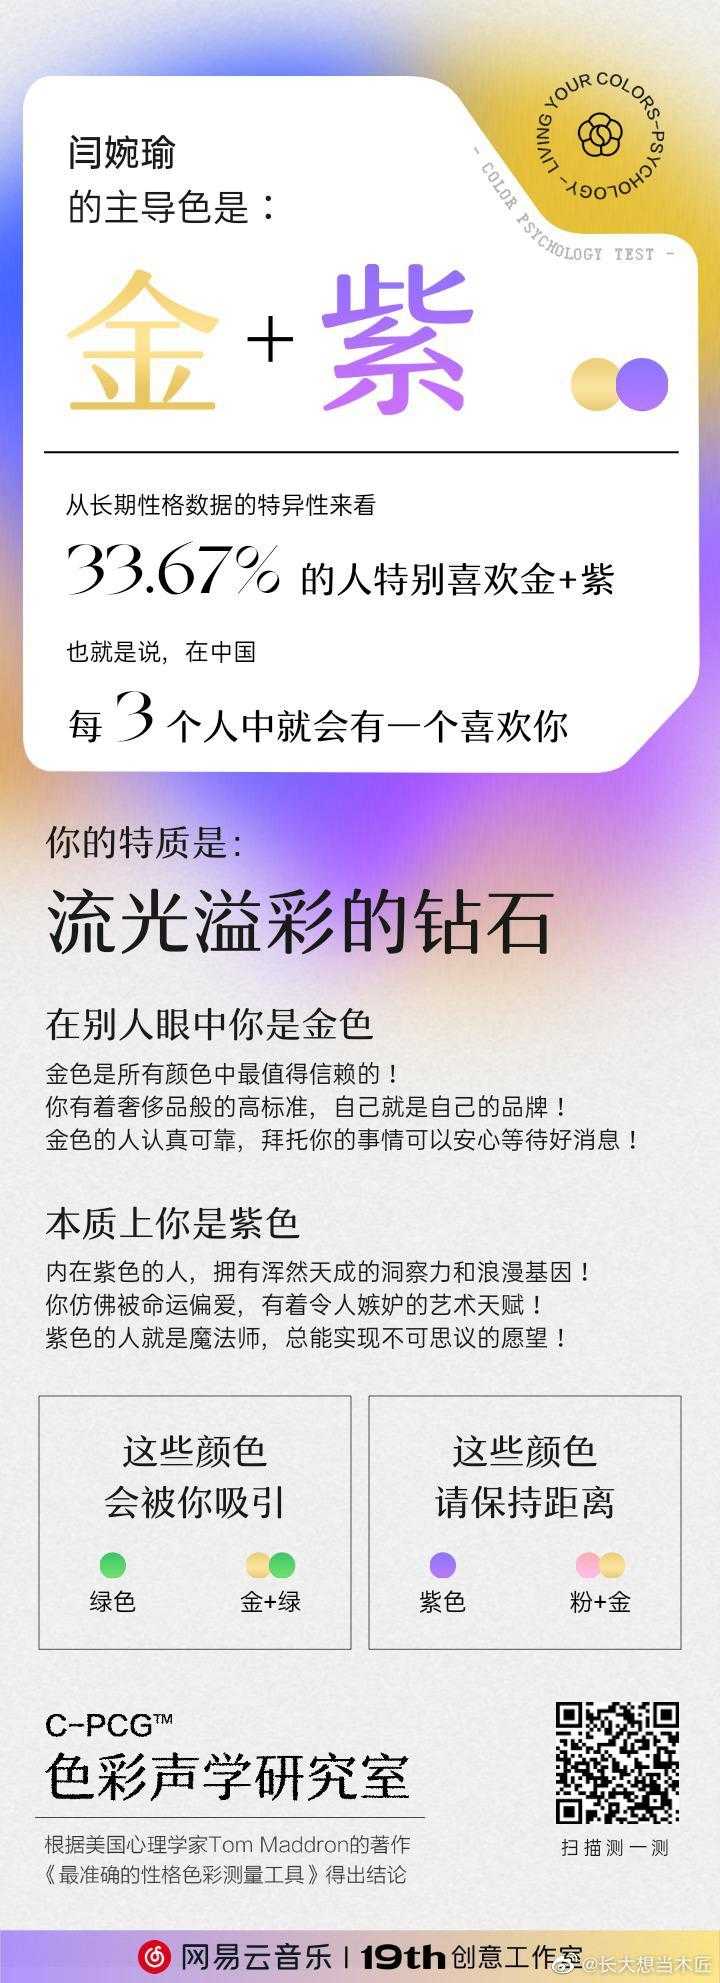 闫婉瑜
的主导色是：
LIVING YOUR COLORS-PSYCHOLOGY-
- COLOR PSYCHOLOGY TEST -
金+紫
从长期性格数据的特异性来看
33.67% 的人特别喜欢金+紫
也就是说，在中国
每 3 个人中就会有一个喜欢你
你的特质是：
流光溢彩的钻石
在别人眼中你是金色
金色是所有颜色中最值得信赖的！
你有着奢侈品般的高标准，自己就是自己的品牌！
金色的人认真可靠，拜托你的事情可以安心等待好消息！
本质上你是紫色
内在紫色的人，拥有浑然天成的洞察力和浪漫基因！
你仿佛被命运偏爱，有着令人嫉妒的艺术天赋！
紫色的人就是魔法师，总能实现不可思议的愿望！
这些颜色
会被你吸引
绿色
金+绿
这些颜色
请保持距离
紫色
粉+金
C-PCG™
色彩声学研究室
根据美国心理学家Tom Maddron的著作
《最准确的性格色彩测量工具》得出结论
扫描测一测
网易云音乐 | 19th创意工作室
@长大想当木匠